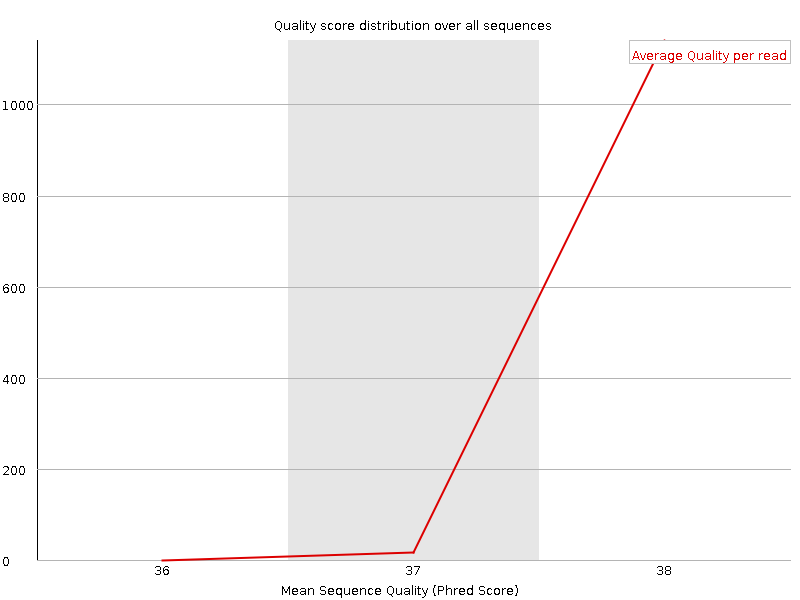 Quality score distribution over all sequences
Average Quality per read
1000
800
600
400
200
0
36 37 38
Mean Sequence Quality (Phred Score)